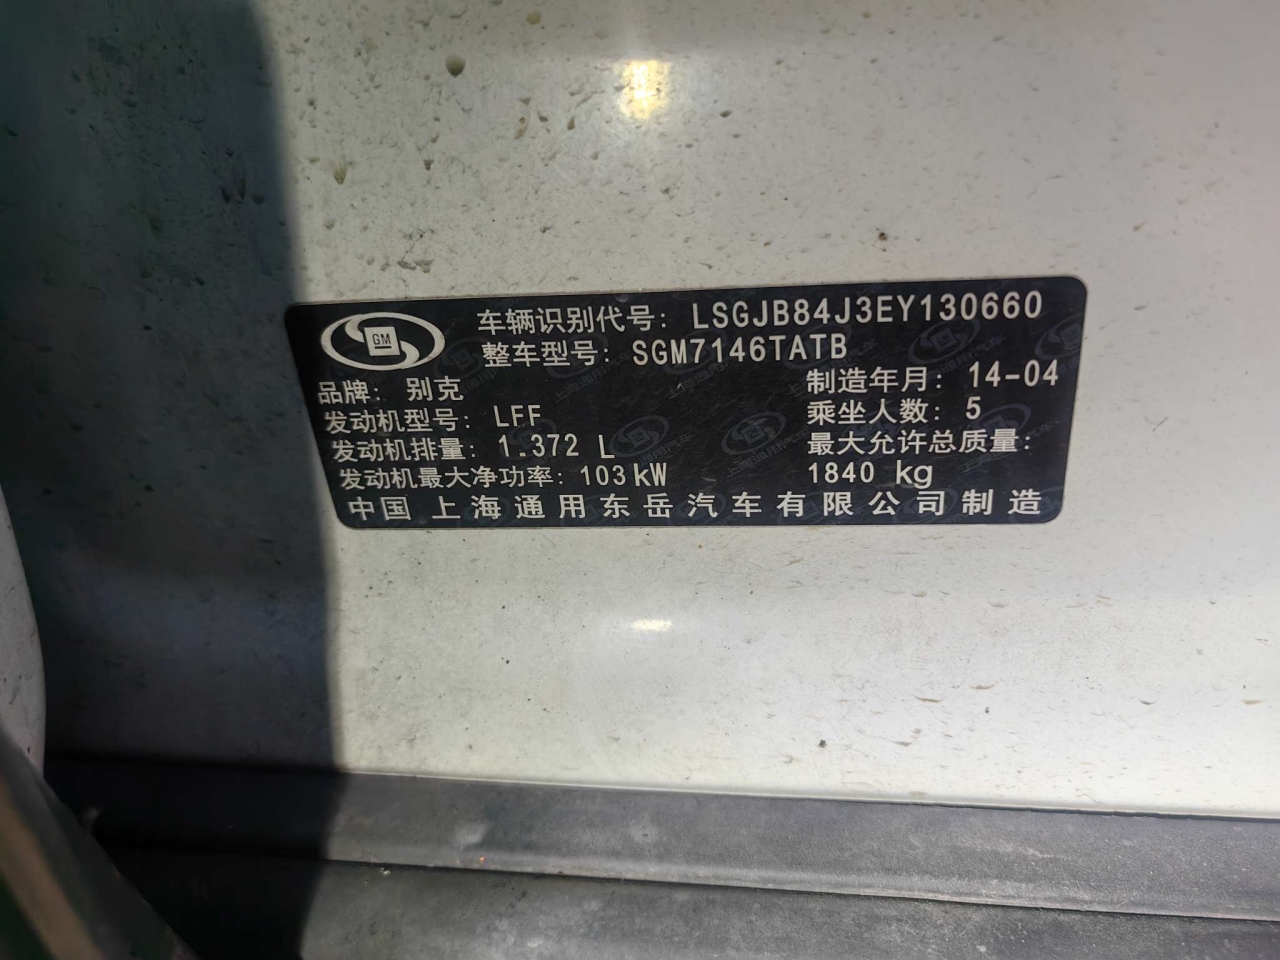 GM
车辆识别代号: LSGJB84J3EY130660
整车型号: SGM7146TATB
品牌: 别克
制造年月: 14-04
发动机型号: LFF
乘坐人数: 5
发动机排量: 1.372 L
最大允许总质量:
发动机最大净功率: 103kW
1840 kg
中国上海通用东岳汽车有限公司制造